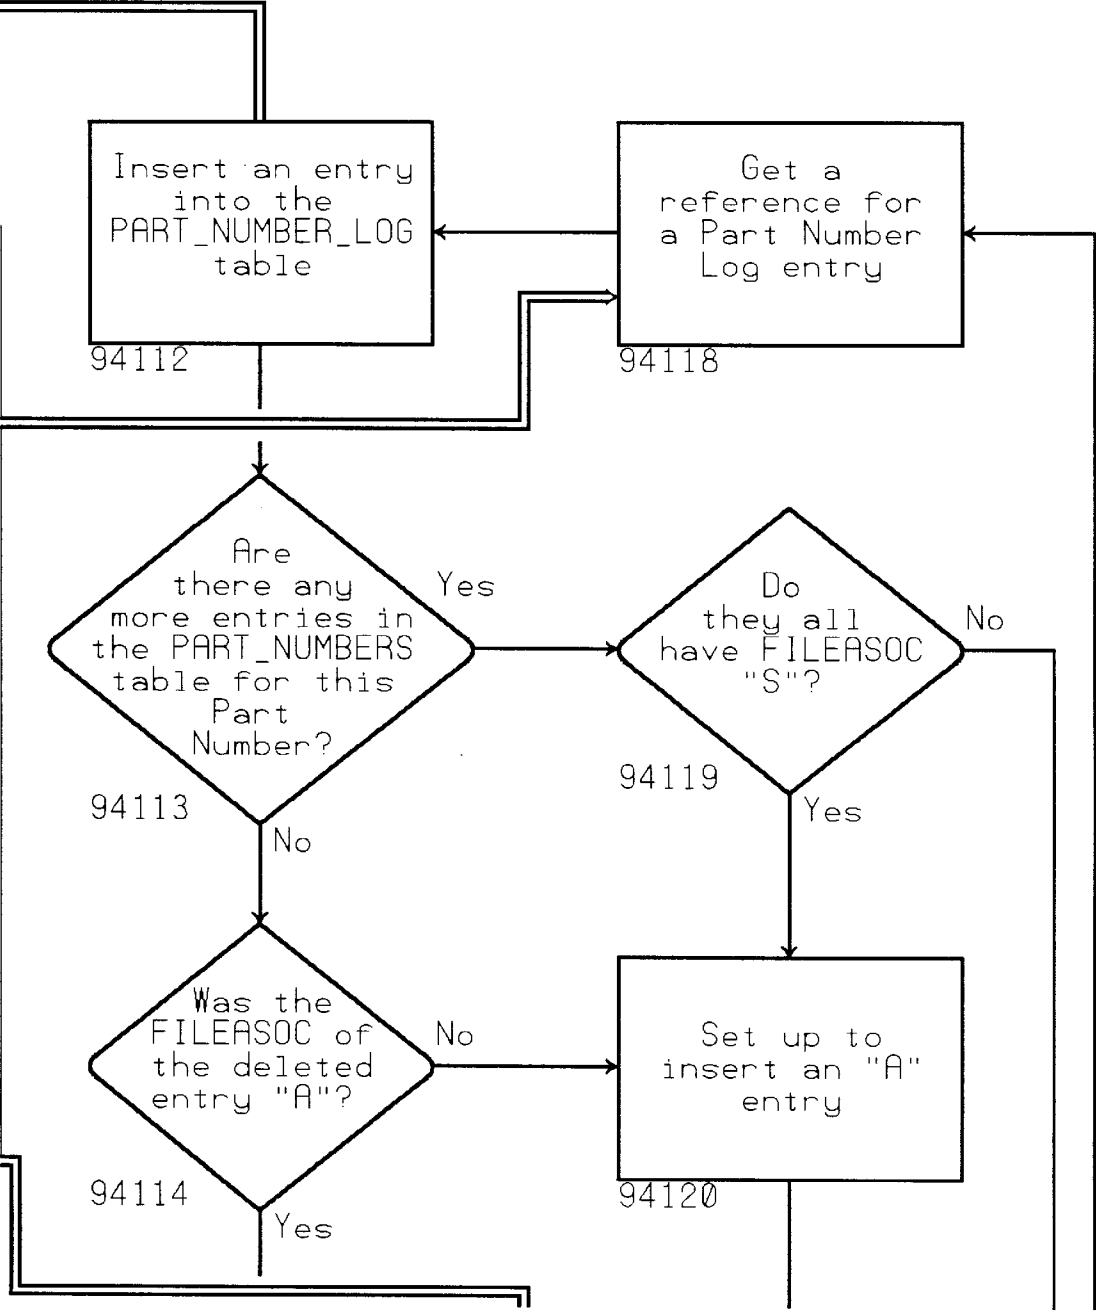 Insert an entry
into the
PART_NUMBER_LOG
table
94112
Get a
reference for
a Part Number
Log entry
94118
Are
there any
more entries in
the PART_NUMBERS
table for this
Part
Number?
94113
Yes
No
Do
they all
have FILEASOC
"S"?
94119
No
Yes
Was the
FILEASOC of
the deleted
entry "A"?
94114
No
Yes
Set up to
insert an "A"
entry
94120